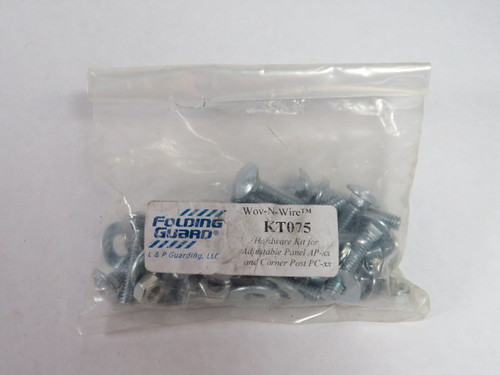 FOLDING
GUARD®
L & P Guarding, LLC
Wov-N-Wire™
KT075
Hardware Kit for
Adjustable Panel AP-xx
and Corner Post PC-xx